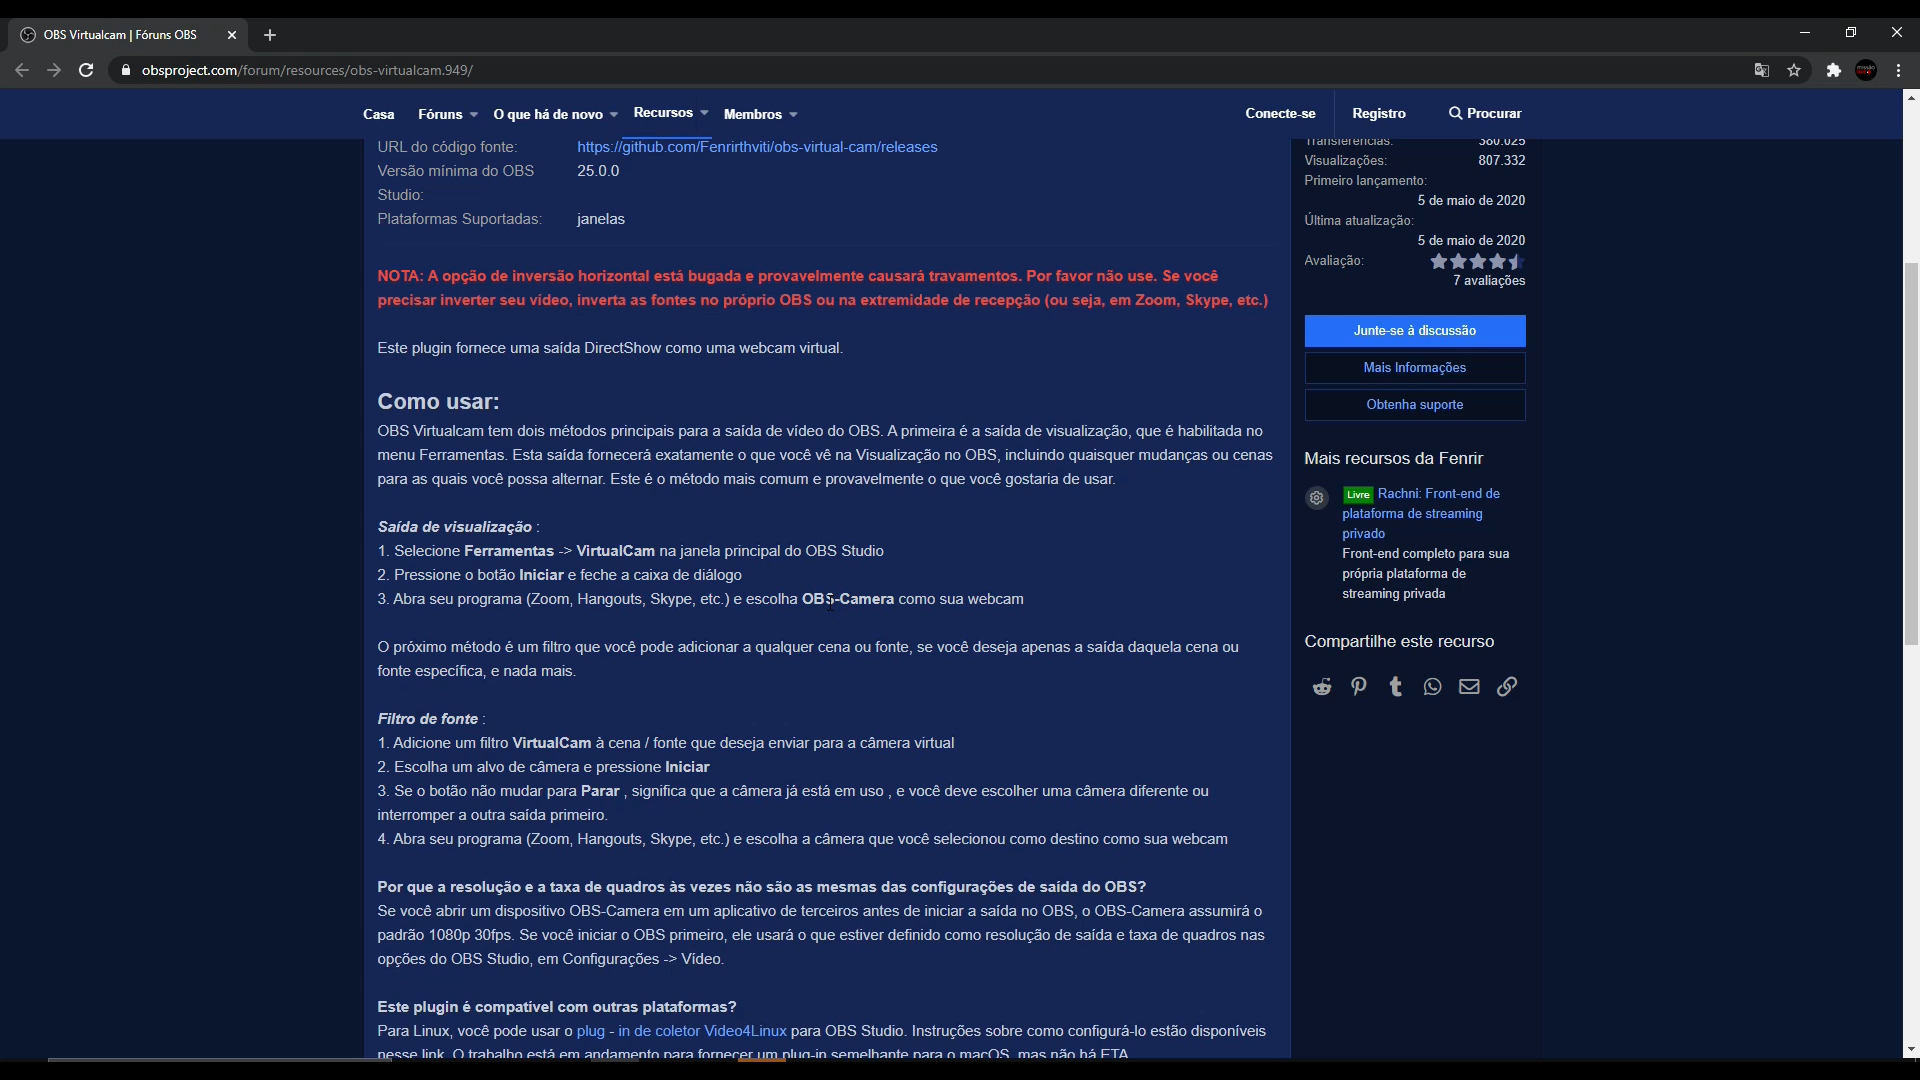 OBS Virtualcam | Fóruns OBS
obsproject.com/forum/resources/obs-virtualcam.949/
Casa Fóruns O que há de novo Recursos Membros Conecte-se Registro Procurar
URL do código fonte: https://github.com/Fenrirthviti/obs-virtual-cam/releases
Versão mínima do OBS Studio: 25.0.0
Plataformas Suportadas: janelas
NOTA: A opção de inversão horizontal está bugada e provavelmente causará travamentos. Por favor não use. Se você
precisar inverter seu vídeo, inverta as fontes no próprio OBS ou na extremidade de recepção (ou seja, em Zoom, Skype, etc.)
Este plugin fornece uma saída DirectShow como uma webcam virtual.
Como usar:
OBS Virtualcam tem dois métodos principais para a saída de vídeo do OBS. A primeira é a saída de visualização, que é habilitada no
menu Ferramentas. Esta saída fornecerá exatamente o que você vê na Visualização no OBS, incluindo quaisquer mudanças ou cenas
para as quais você possa alternar. Este é o método mais comum e provavelmente o que você gostaria de usar.
Saída de visualização :
1. Selecione Ferramentas -> VirtualCam na janela principal do OBS Studio
2. Pressione o botão Iniciar e feche a caixa de diálogo
3. Abra seu programa (Zoom, Hangouts, Skype, etc.) e escolha OBS-Camera como sua webcam
O próximo método é um filtro que você pode adicionar a qualquer cena ou fonte, se você deseja apenas a saída daquela cena ou
fonte específica, e nada mais.
Filtro de fonte :
1. Adicione um filtro VirtualCam à cena / fonte que deseja enviar para a câmera virtual
2. Escolha um alvo de câmera e pressione Iniciar
3. Se o botão não mudar para Parar , significa que a câmera já está em uso , e você deve escolher uma câmera diferente ou
interromper a outra saída primeiro.
4. Abra seu programa (Zoom, Hangouts, Skype, etc.) e escolha a câmera que você selecionou como destino como sua webcam
Por que a resolução e a taxa de quadros às vezes não são as mesmas das configurações de saída do OBS?
Se você abrir um dispositivo OBS-Camera em um aplicativo de terceiros antes de iniciar a saída no OBS, o OBS-Camera assumirá o
padrão 1080p 30fps. Se você iniciar o OBS primeiro, ele usará o que estiver definido como resolução de saída e taxa de quadros nas
opções do OBS Studio, em Configurações -> Vídeo.
Este plugin é compatível com outras plataformas?
Para Linux, você pode usar o plug - in de coletor Video4Linux para OBS Studio. Instruções sobre como configurá-lo estão disponíveis
nesse link. O trabalho está em andamento para fornecer um plug-in semelhante para o macOS, mas não há ETA.
Transferências: 380.025
Visualizações: 807.332
Primeiro lançamento:
5 de maio de 2020
Última atualização:
5 de maio de 2020
Avaliação:
7 avaliações
Junte-se à discussão
Mais Informações
Obtenha suporte
Mais recursos da Fenrir
Livre Rachni: Front-end de
plataforma de streaming
privado
Front-end completo para sua
própria plataforma de
streaming privada
Compartilhe este recurso